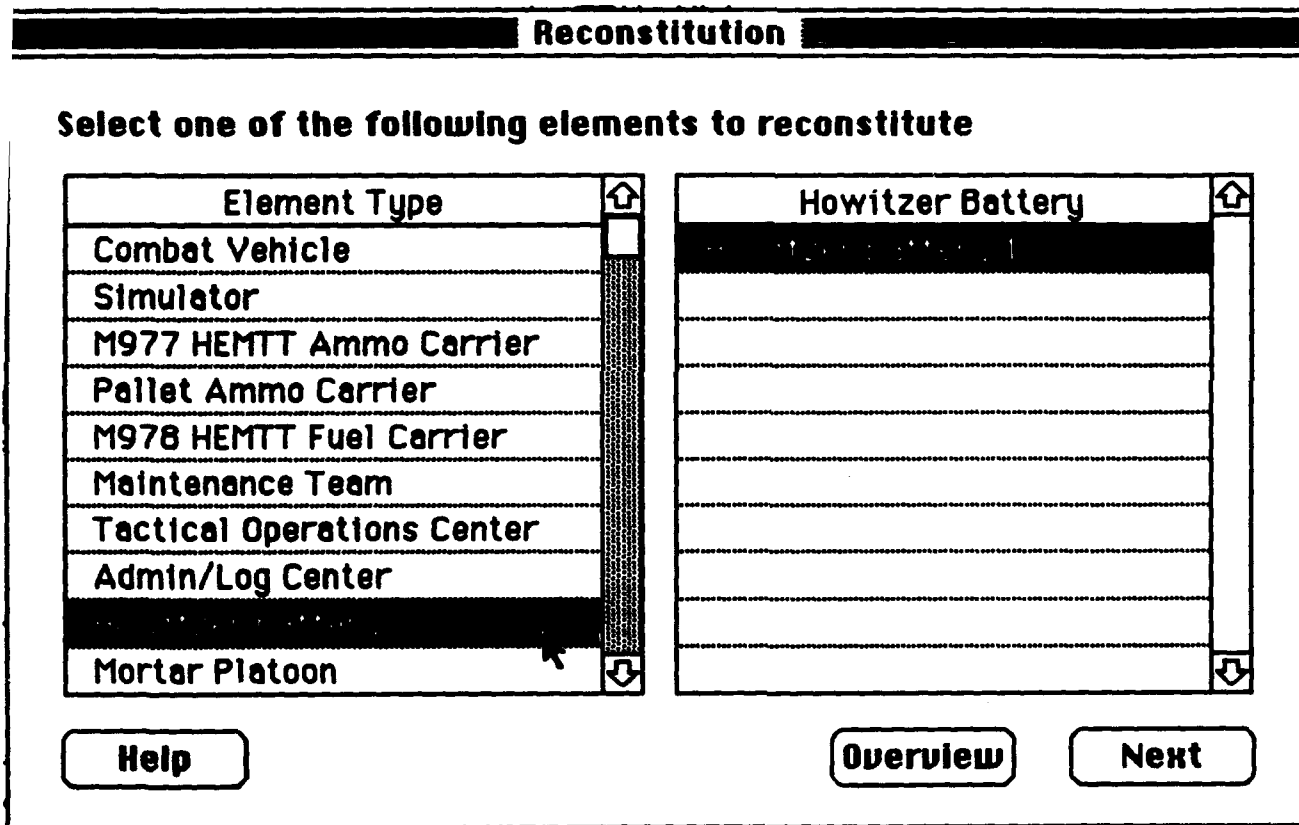 Reconstitution
Select one of the following elements to reconstitute
Element Type
Combat Vehicle
Simulator
M977 HEMTT Ammo Carrier
Pallet Ammo Carrier
M978 HEMTT Fuel Carrier
Maintenance Team
Tactical Operations Center
Admin/Log Center
Mortar Platoon
Howitzer Battery
Help
Overview
Next